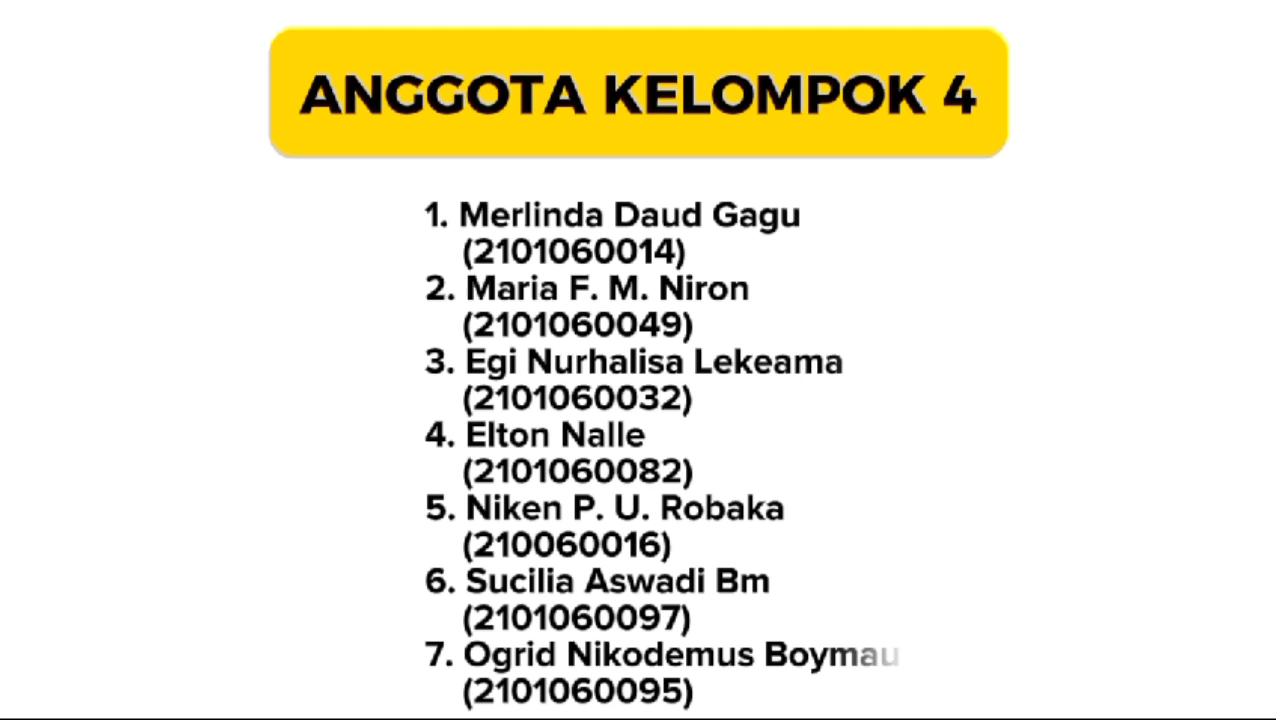 ANGGOTA KELOMPOK 4
1. Merlinda Daud Gagu
(2101060014)
2. Maria F. M. Niron
(2101060049)
3. Egi Nurhalisa Lekeama
(2101060032)
4. Elton Nalle
(2101060082)
5. Niken P. U. Robaka
(210060016)
6. Sucilia Aswadi Bm
(2101060097)
7. Ogrid Nikodemus Boymau
(2101060095)